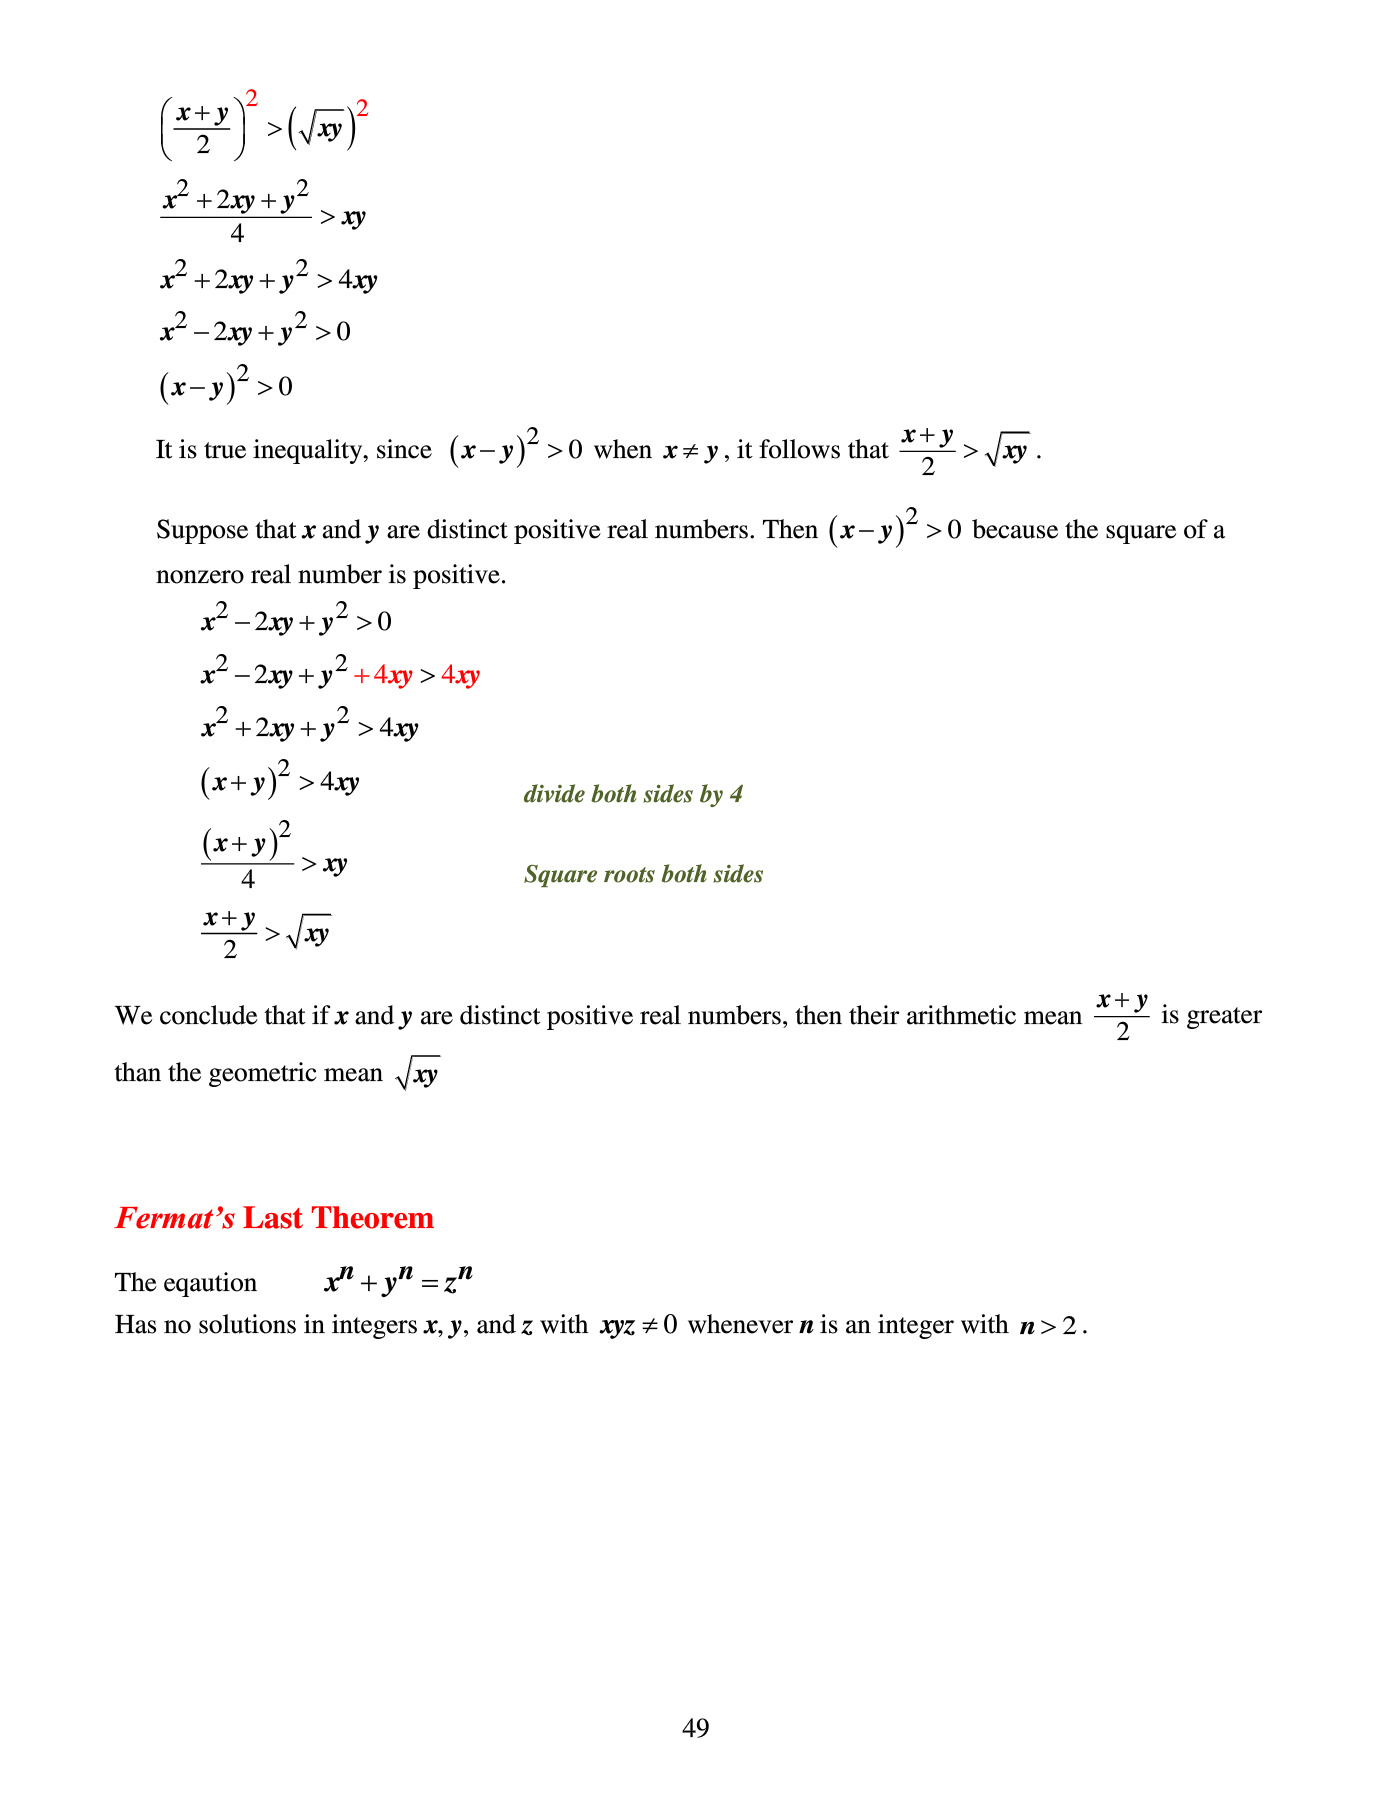 $\left(\frac{x+y}{2}\right)^2 > \left(\sqrt{xy}\right)^2$
$\frac{x^2+2xy+y^2}{4} > xy$
$x^2+2xy+y^2 > 4xy$
$x^2-2xy+y^2 > 0$
$(x-y)^2 > 0$
It is true inequality, since $(x-y)^2 > 0$ when $x \neq y$, it follows that $\frac{x+y}{2} > \sqrt{xy}$.
Suppose that x and y are distinct positive real numbers. Then $(x-y)^2 > 0$ because the square of a
nonzero real number is positive.
$x^2-2xy+y^2 > 0$
$x^2-2xy+y^2+4xy > 4xy$
$x^2+2xy+y^2 > 4xy$
$(x+y)^2 > 4xy$ divide both sides by 4
$\frac{(x+y)^2}{4} > xy$ Square roots both sides
$\frac{x+y}{2} > \sqrt{xy}$
We conclude that if x and y are distinct positive real numbers, then their arithmetic mean $\frac{x+y}{2}$ is greater
than the geometric mean $\sqrt{xy}$
Fermat’s Last Theorem
The eqaution $x^n + y^n = z^n$
Has no solutions in integers x, y, and z with $xyz \neq 0$ whenever n is an integer with $n > 2$.
49